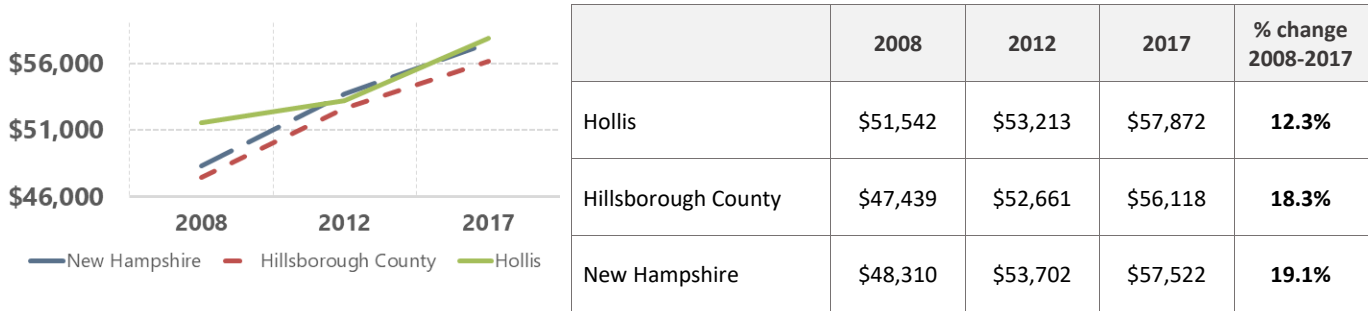 $56,000
$51,000
$46,000
2008 2012 2017
New Hampshire Hillsborough County Hollis
2008 2012 2017 % change
2008-2017
Hollis $51,542 $53,213 $57,872 12.3%
Hillsborough County $47,439 $52,661 $56,118 18.3%
New Hampshire $48,310 $53,702 $57,522 19.1%